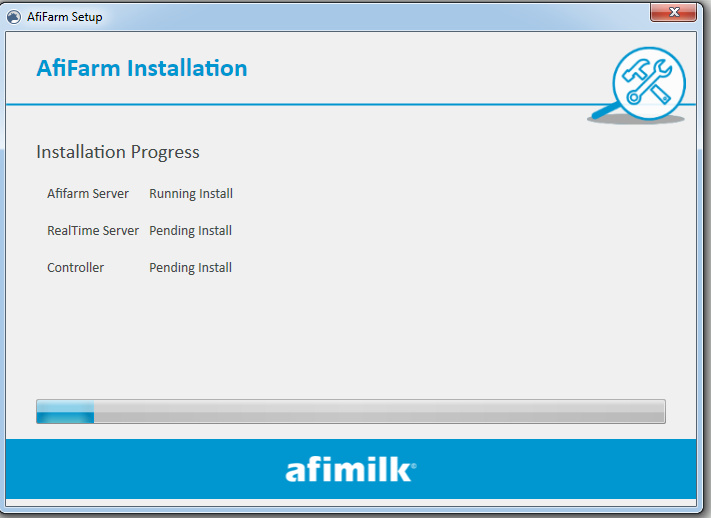 AfiFarm Setup
AfiFarm Installation
Installation Progress
Afifarm Server Running Install
RealTime Server Pending Install
Controller Pending Install
afimilk